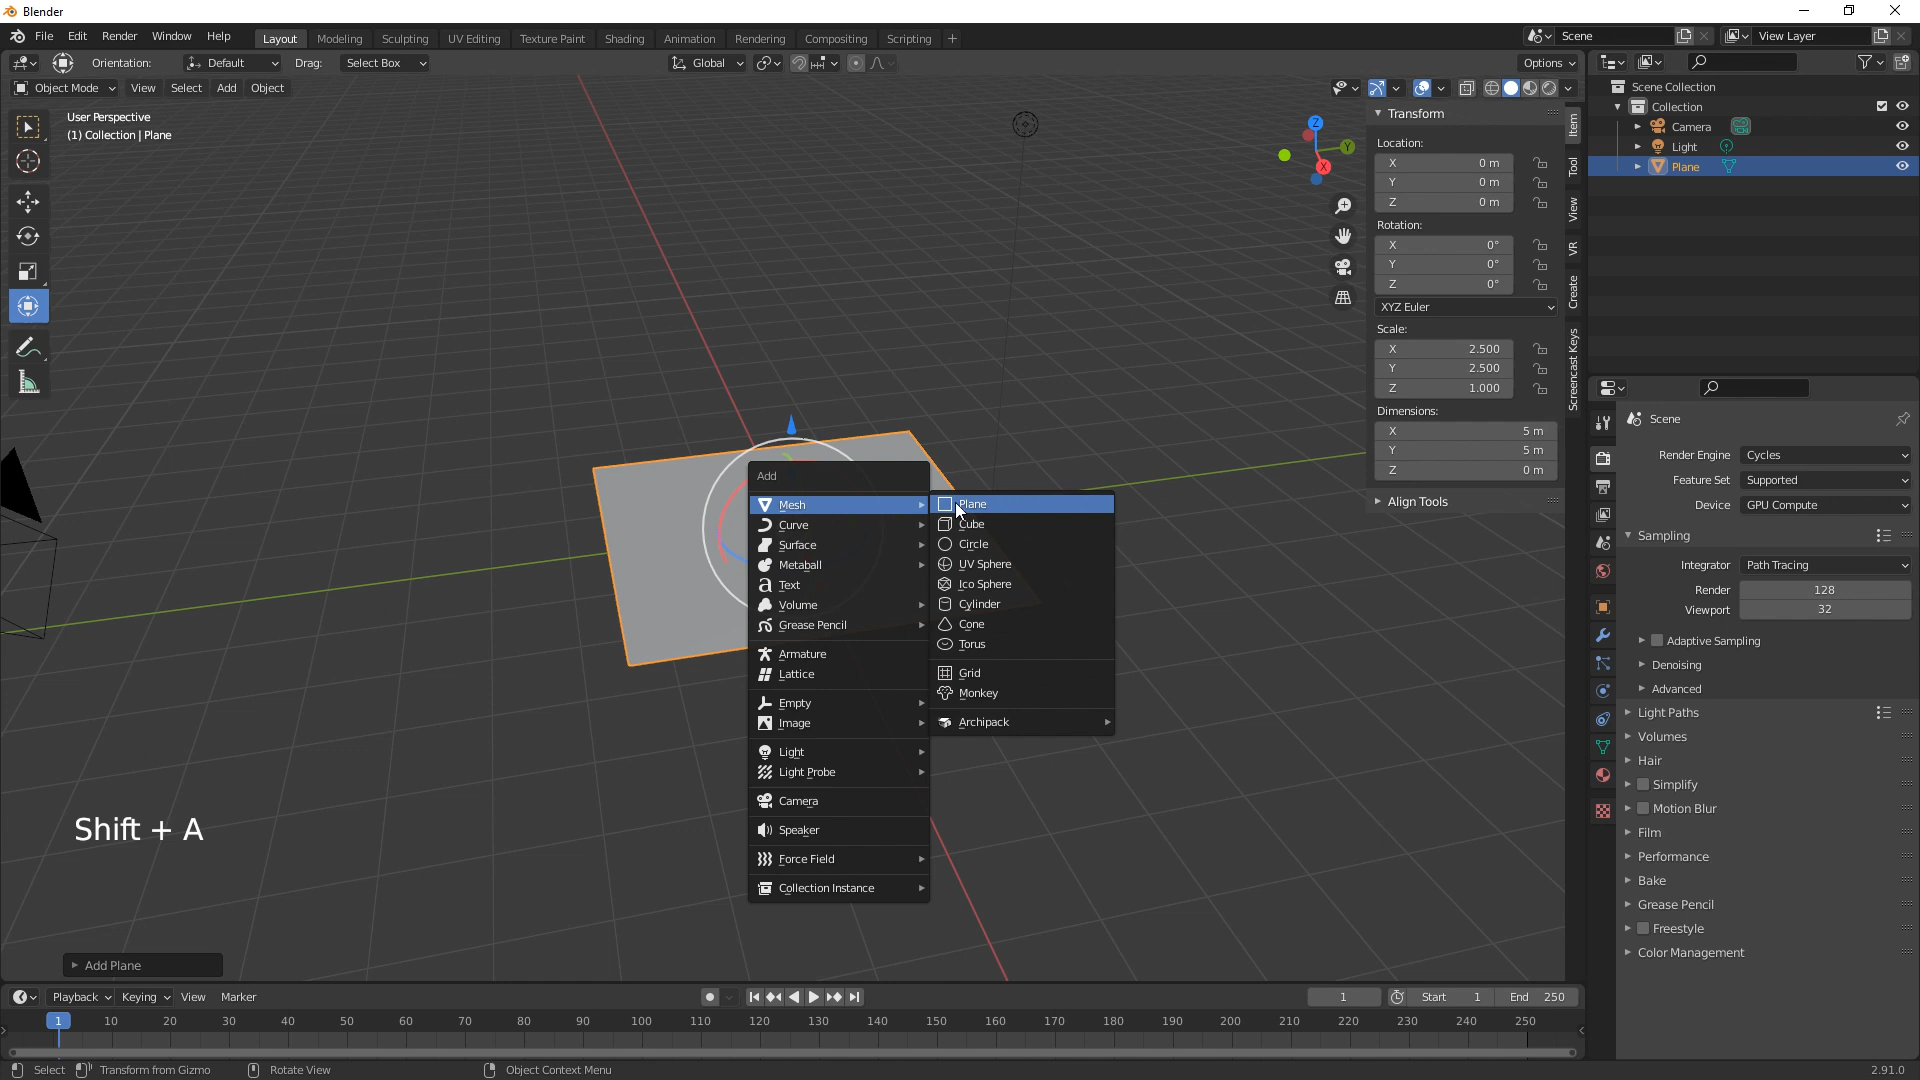 Blender
File Edit Render Window Help Layout Modeling Sculpting UV Editing Texture Paint Shading Animation Rendering Compositing Scripting + Scene View Layer
Orientation: Default Drag: Select Box Global Options
Object Mode View Select Add Object
User Perspective
(1) Collection | Plane
Z
Y
X
Transform
Location:
X 0 m
Y 0 m
Z 0 m
Rotation:
X 0°
Y 0°
Z 0°
XYZ Euler
Scale:
X 2.500
Y 2.500
Z 1.000
Dimensions:
X 5 m
Y 5 m
Z 0 m
Align Tools
Item
Tool
View
VR
Create
Screencast Keys
Scene Collection
Collection
Camera
Light
Plane
Scene
Render Engine Cycles
Feature Set Supported
Device GPU Compute
Sampling
Integrator Path Tracing
Render 128
Viewport 32
Adaptive Sampling
Denoising
Advanced
Light Paths
Volumes
Hair
Simplify
Motion Blur
Film
Performance
Bake
Grease Pencil
Freestyle
Color Management
Add
Mesh
Curve
Surface
Metaball
Text
Volume
Grease Pencil
Armature
Lattice
Empty
Image
Light
Light Probe
Camera
Speaker
Force Field
Collection Instance
Plane
Cube
Circle
UV Sphere
Ico Sphere
Cylinder
Cone
Torus
Grid
Monkey
Archipack
Shift + A
Add Plane
Playback Keying View Marker 1 Start 1 End 250
1 10 20 30 40 50 60 70 80 90 100 110 120 130 140 150 160 170 180 190 200 210 220 230 240 250
Select Transform from Gizmo Rotate View Object Context Menu 2.91.0